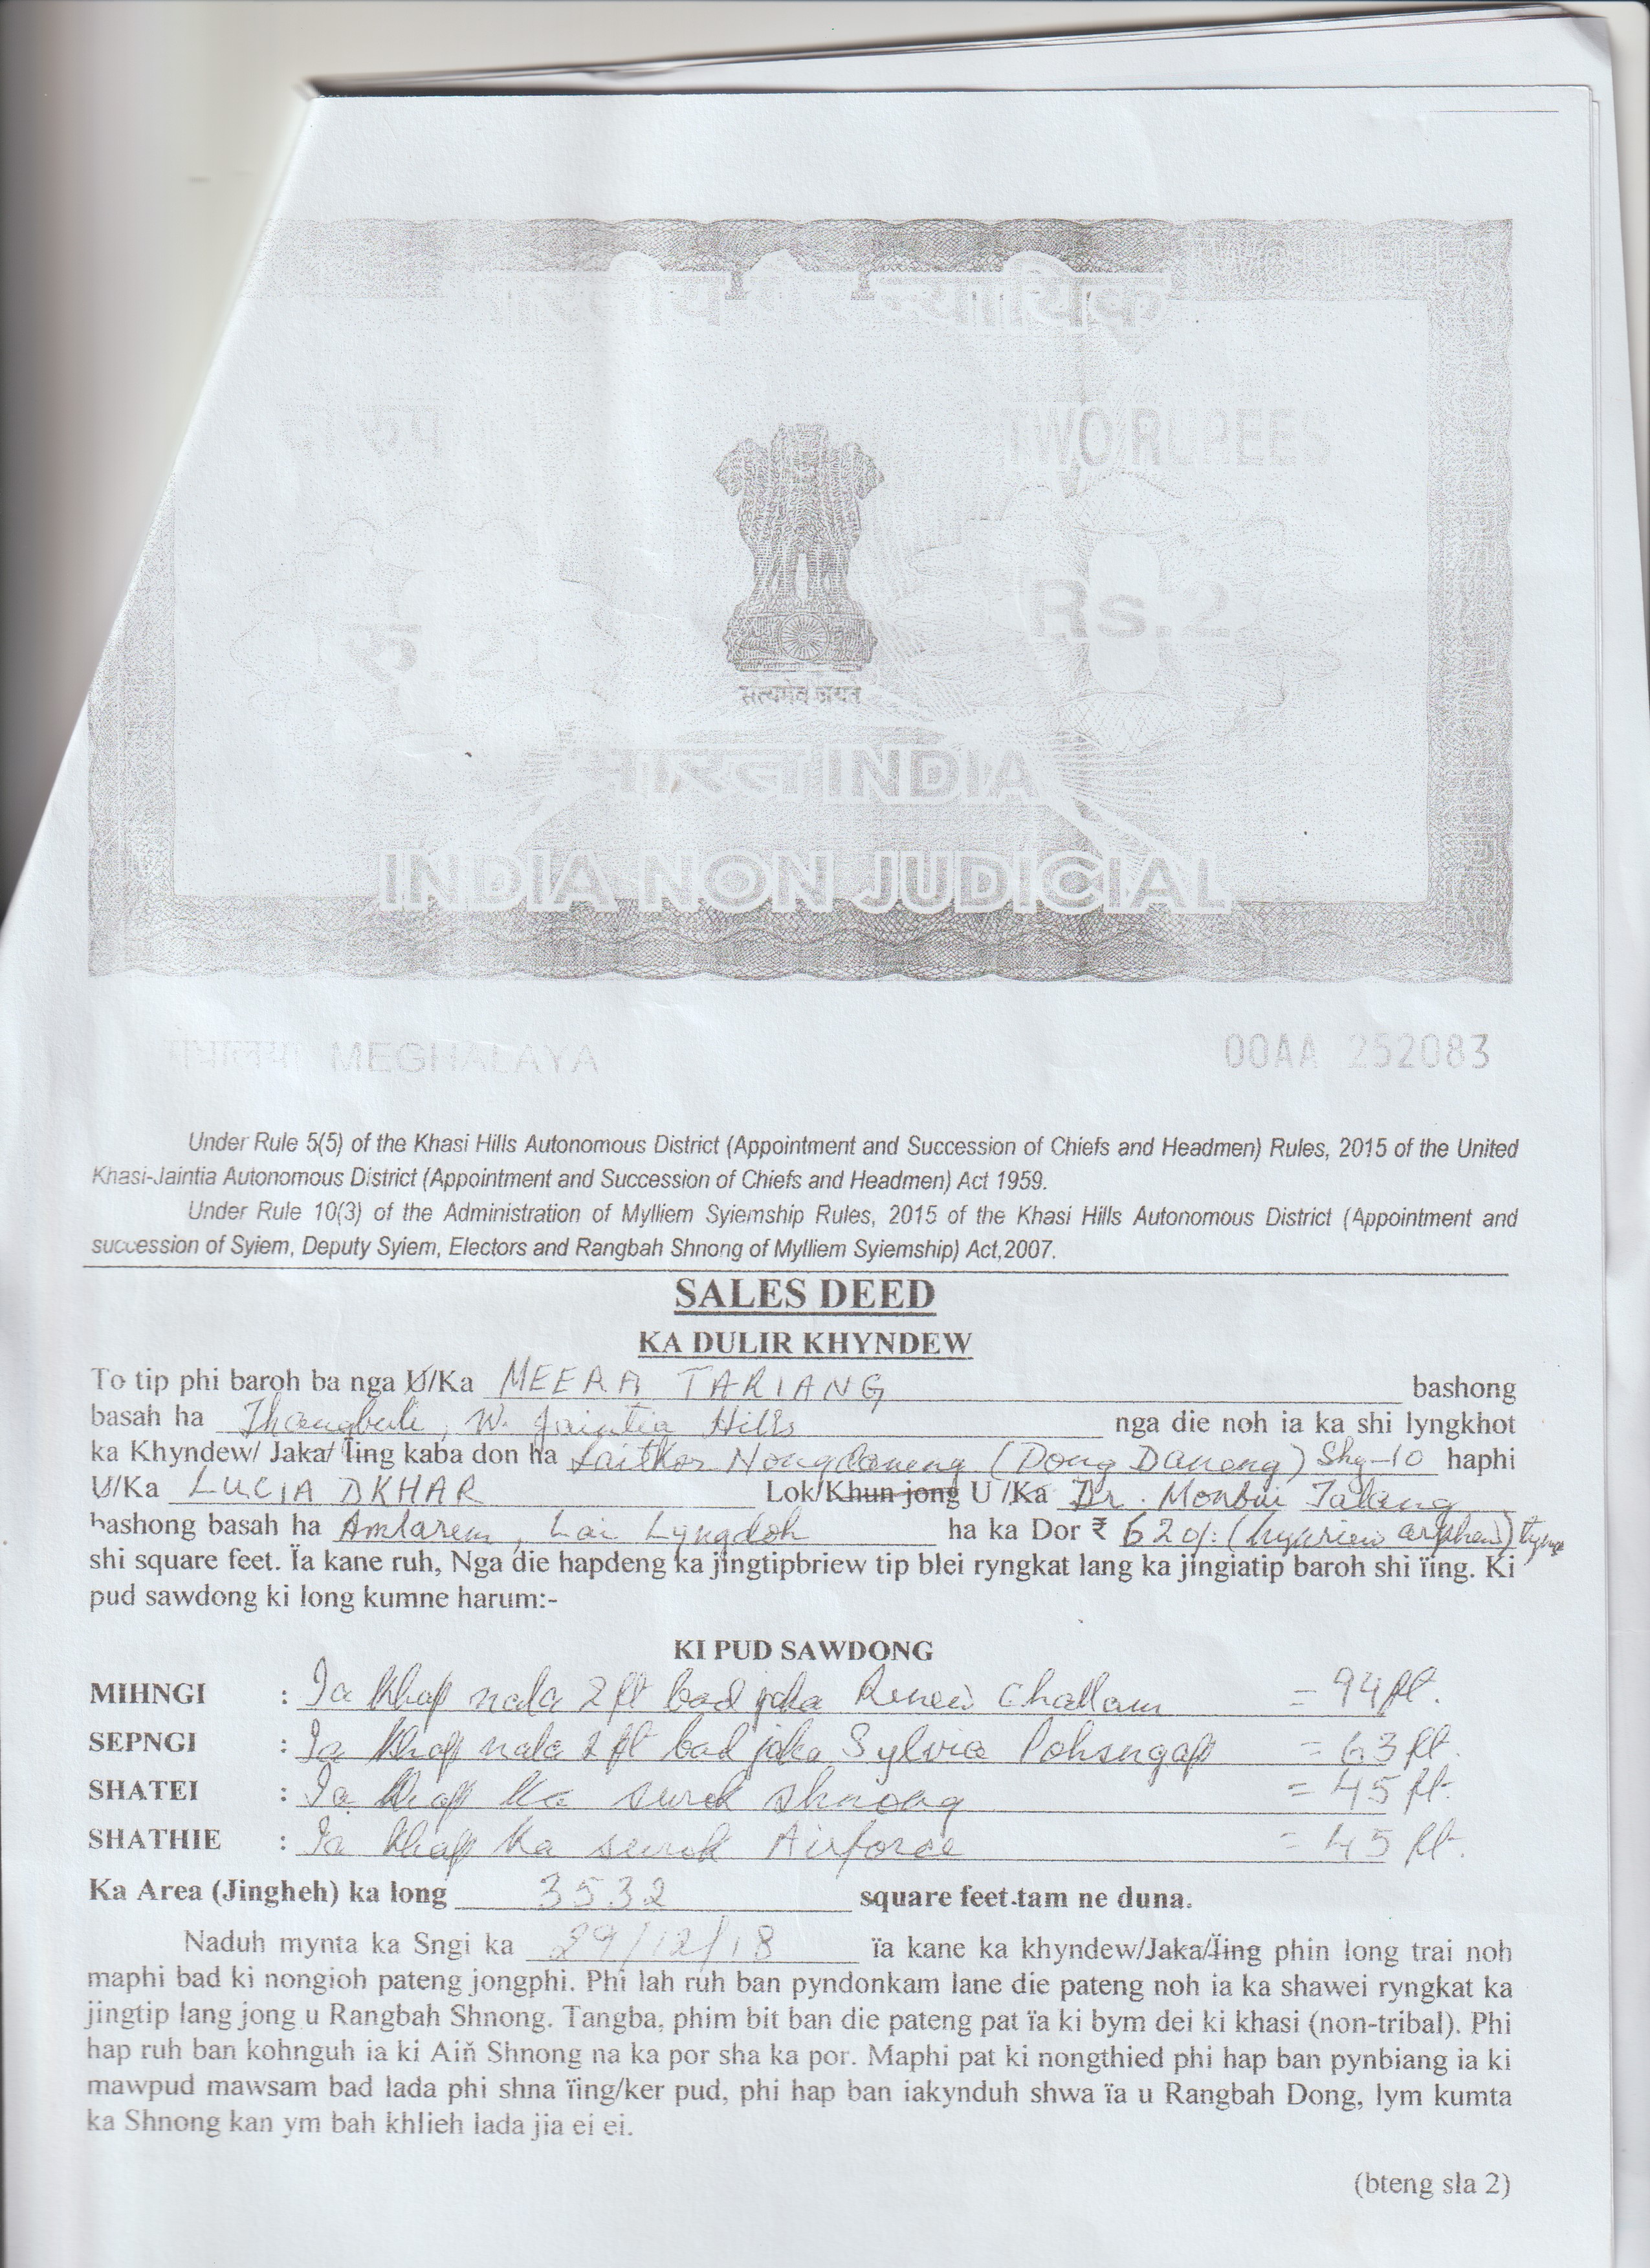 भारतीय गैर न्यायिक
TWO RUPEES
दो रुपये
TWO RUPEES
रु. 2
Rs. 2
सत्यमेव जयते
भारत INDIA
INDIA NON JUDICIAL
मेघालय MEGHALAYA
00AA 252083
Under Rule 5(5) of the Khasi Hills Autonomous District (Appointment and Succession of Chiefs and Headmen) Rules, 2015 of the United
Khasi-Jaintia Autonomous District (Appointment and Succession of Chiefs and Headmen) Act 1959.
Under Rule 10(3) of the Administration of Mylliem Syiemship Rules, 2015 of the Khasi Hills Autonomous District (Appointment and
succession of Syiem, Deputy Syiem, Electors and Rangbah Shnong of Mylliem Syiemship) Act,2007.
SALES DEED
KA DULIR KHYNDEW
To tip phi baroh ba nga U/Ka MEERA TARIANG bashong
basah ha Thangbuli, W. Jaintia Hills nga die noh ia ka shi lyngkhot
ka Khyndew/ Jaka/ Ïing kaba don ha Laitkor Nongdaneng (Dong Daneng) Shg-10 haphi
U/Ka LUCIA DKHAR Lok/Khun jong U /Ka Dr. Monbui Talang
bashong basah ha Amlarem, Lai Lyngdoh ha ka Dor ₹ 620/: (hynriew arphew) tyngka
shi square feet. Ïa kane ruh, Nga die hapdeng ka jingtipbriew tip blei ryngkat lang ka jingiatip baroh shi ïing. Ki
pud sawdong ki long kumne harum:-
KI PUD SAWDONG
MIHNGI : Ia khap nala 2 ft bad jaka Challam = 94 ft.
SEPNGI : Ia khap nala 2 ft bad jaka Sylvia Pohsngap = 63 ft.
SHATEI : Ia khap ka surok shnong = 45 ft.
SHATHIE : Ia khap ka surok Airforce = 45 ft.
Ka Area (Jingheh) ka long 3532 square feet tam ne duna.
Naduh mynta ka Sngi ka 29/12/18 ïa kane ka khyndew/Jaka/Ïing phin long trai noh
maphi bad ki nongioh pateng jongphi. Phi lah ruh ban pyndonkam lane die pateng noh ia ka shawei ryngkat ka
jingtip lang jong u Rangbah Shnong. Tangba, phim bit ban die pateng pat ïa ki bym dei ki khasi (non-tribal). Phi
hap ruh ban kohnguh ia ki Aiñ Shnong na ka por sha ka por. Maphi pat ki nongthied phi hap ban pynbiang ia ki
mawpud mawsam bad lada phi shna ïing/ker pud, phi hap ban iakynduh shwa ïa u Rangbah Dong, lym kumta
ka Shnong kan ym bah khlieh lada jia ei ei.
(bteng sla 2)